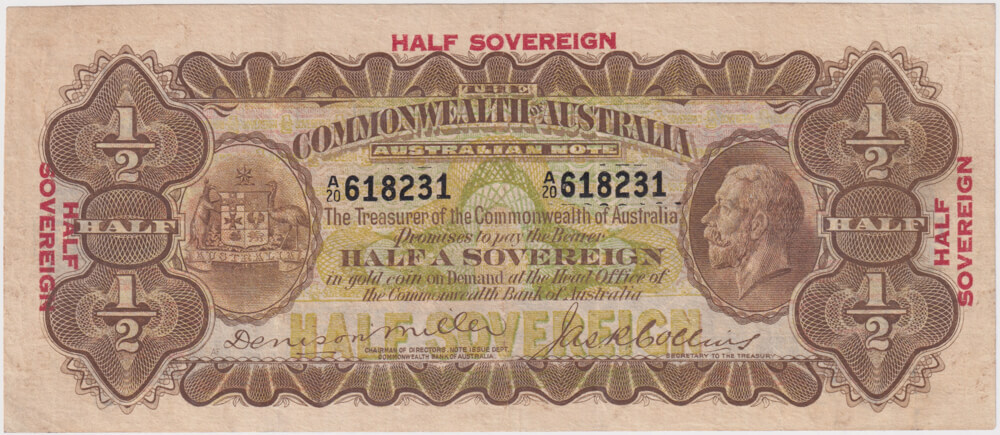 HALF SOVEREIGN
THE
COMMONWEALTH OF AUSTRALIA
AUSTRALIAN NOTE
1/2
1/2
A/20 618231
A/20 618231
The Treasurer of the Commonwealth of Australia
Promises to pay the Bearer
HALF A SOVEREIGN
in gold coin on Demand at the Head Office of
the Commonwealth Bank of Australia
HALF
HALF
AUSTRALIA
HALF SOVEREIGN
HALF SOVEREIGN
1/2
1/2
HALF SOVEREIGN
Denison Miller
Jas R Collins
CHAIRMAN OF DIRECTORS, NOTE ISSUE DEPT.
COMMONWEALTH BANK OF AUSTRALIA.
SECRETARY TO THE TREASURY